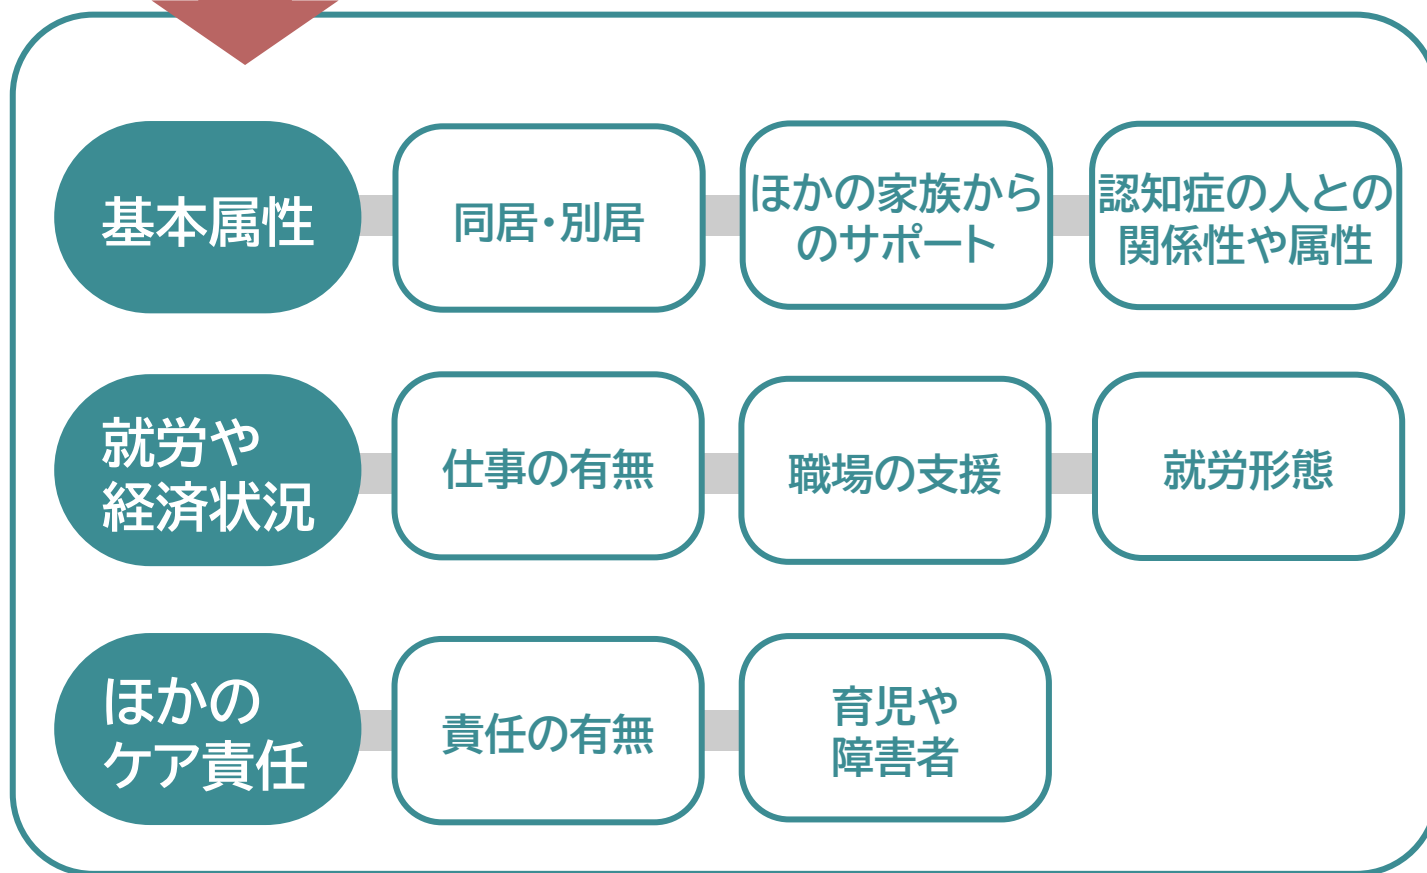 基本属性
同居・別居
ほかの家族から
のサポート
認知症の人との
関係性や属性
就労や
経済状況
仕事の有無
職場の支援
就労形態
ほかの
ケア責任
責任の有無
育児や
障害者